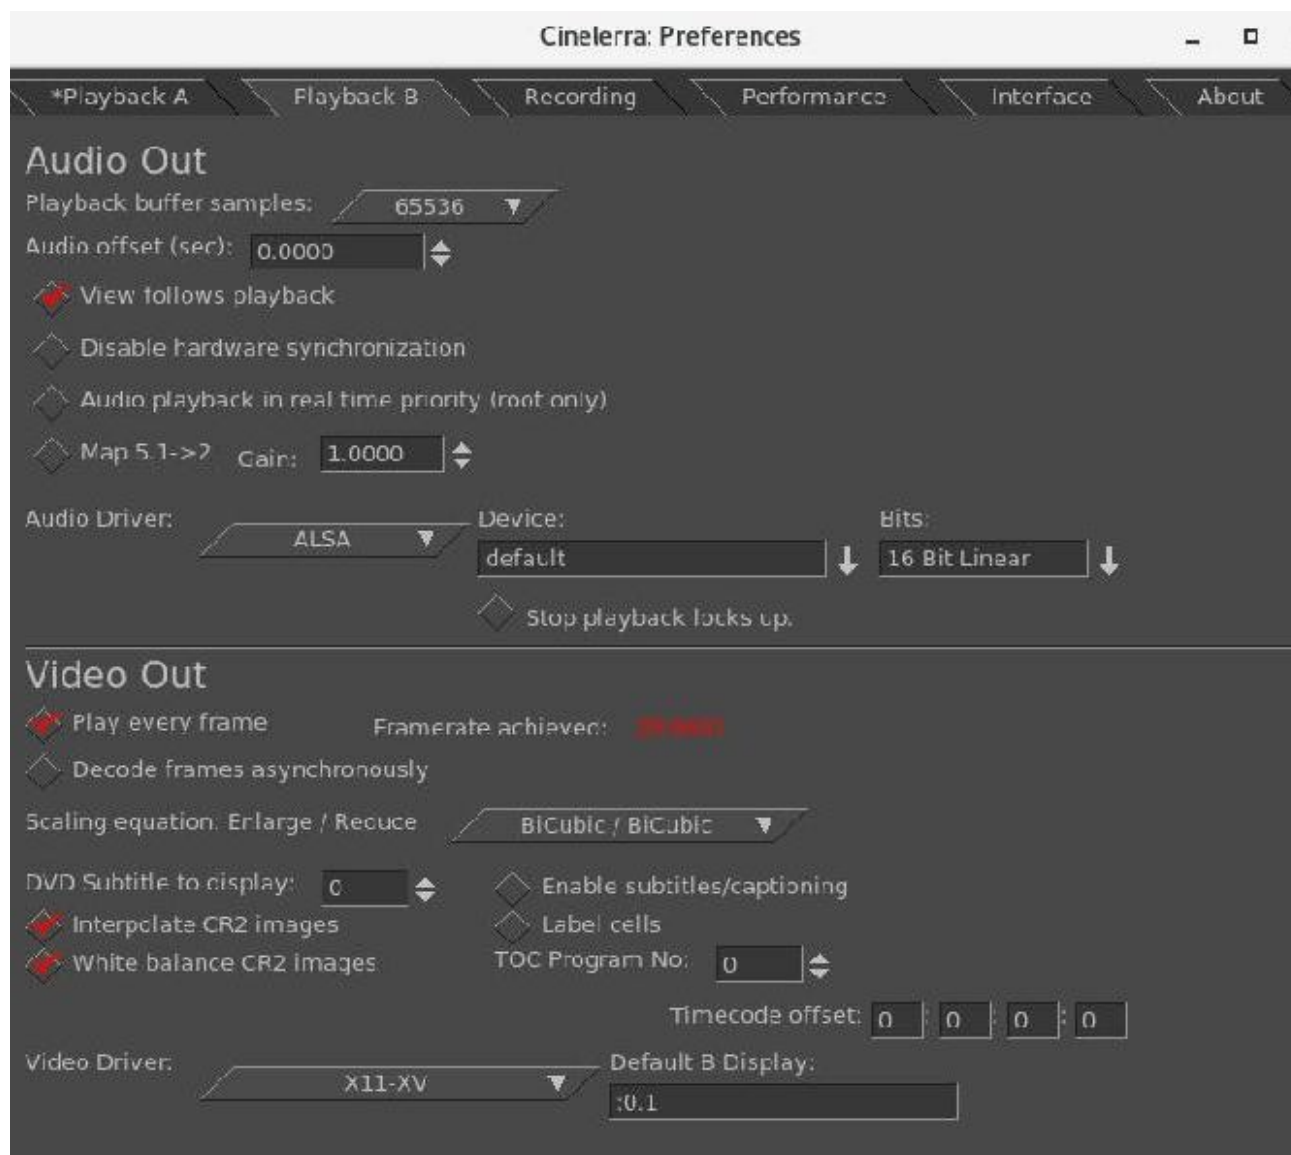 Cinelerra: Preferences
*Playback A Playback B Recording Performance Interface About
Audio Out
Playback buffer samples: 65536
Audio offset (sec): 0.0000
View follows playback
Disable hardware synchronization
Audio playback in real time priority (root only)
Map 5.1->2 Gain: 1.0000
Audio Driver: ALSA Device: default Bits: 16 Bit Linear
Stop playback locks up.
Video Out
Play every frame Framerate achieved:
Decode frames asynchronously
Scaling equation: Enlarge / Reduce BiCubic / BiCubic
DVD Subtitle to display: 0 Enable subtitles/captioning
Interpolate CR2 images Label cells
White balance CR2 images TOC Program No: 0
Timecode offset: 0 : 0 : 0 : 0
Video Driver: X11-XV Default B Display:
:0.1